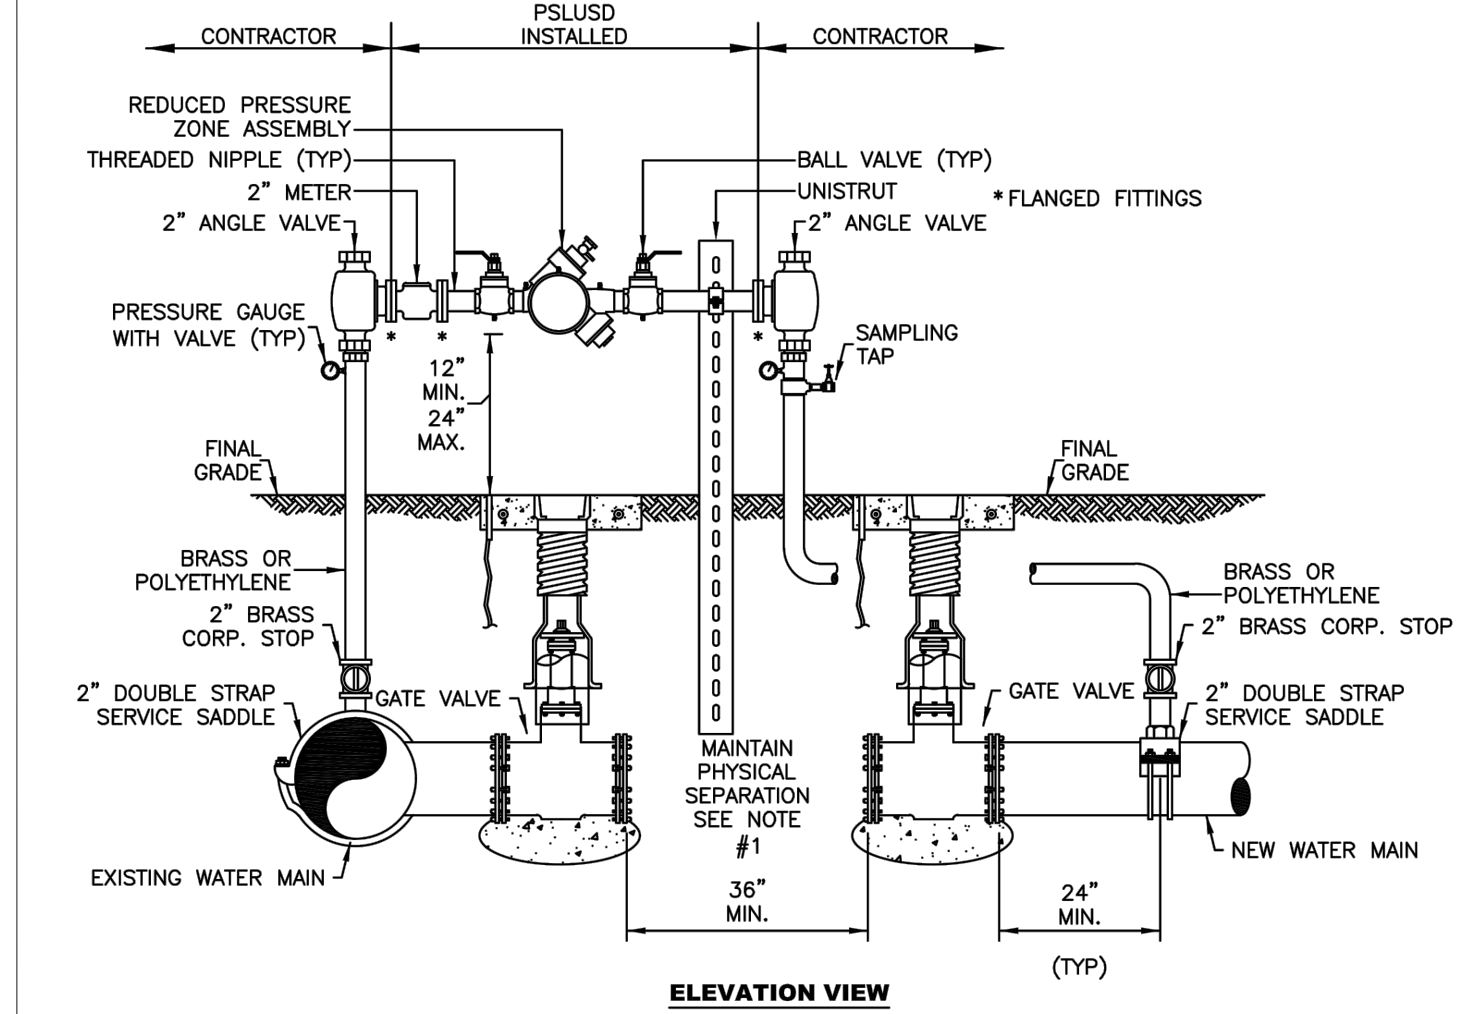 PSLUSD
CONTRACTOR
INSTALLED
CONTRACTOR
REDUCED PRESSURE
ZONE ASSEMBLY
THREADED NIPPLE (TYP)
2” METER
2” ANGLE VALVE
BALL VALVE (TYP)
UNISTRUT
* FLANGED FITTINGS
2” ANGLE VALVE
PRESSURE GAUGE
WITH VALVE (TYP)
*
*
*
SAMPLING
TAP
12”
MIN.
24”
MAX.
FINAL
GRADE
FINAL
GRADE
BRASS OR
POLYETHYLENE
2” BRASS
CORP. STOP
BRASS OR
POLYETHYLENE
2” BRASS CORP. STOP
2” DOUBLE STRAP
SERVICE SADDLE
GATE VALVE
GATE VALVE
2” DOUBLE STRAP
SERVICE SADDLE
MAINTAIN
PHYSICAL
SEPARATION
SEE NOTE
#1
EXISTING WATER MAIN
NEW WATER MAIN
36”
MIN.
24”
MIN.
(TYP)
ELEVATION VIEW